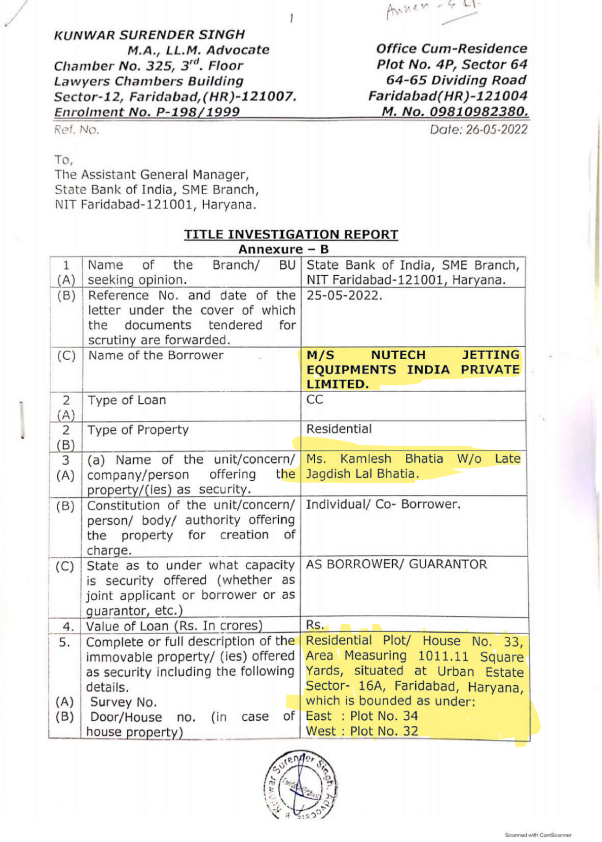 1
Annex-
KUNWAR SURENDER SINGH
M.A., LL.M. Advocate
Chamber No. 325, 3rd. Floor
Lawyers Chambers Building
Sector-12, Faridabad,(HR)-121007.
Enrolment No. P-198/1999
Office Cum-Residence
Plot No. 4P, Sector 64
64-65 Dividing Road
Faridabad(HR)-121004
M. No. 09810982380.
Ref. No.
Date: 26-05-2022
To,
The Assistant General Manager,
State Bank of India, SME Branch,
NIT Faridabad-121001, Haryana.
TITLE INVESTIGATION REPORT
Annexure – B
1 Name of the Branch/ BU State Bank of India, SME Branch,
(A) seeking opinion. NIT Faridabad-121001, Haryana.
(B) Reference No. and date of the 25-05-2022.
letter under the cover of which
the documents tendered for
scrutiny are forwarded.
(C) Name of the Borrower M/S NUTECH JETTING
EQUIPMENTS INDIA PRIVATE
LIMITED.
2 Type of Loan CC
(A)
2 Type of Property Residential
(B)
3 (a) Name of the unit/concern/ Ms. Kamlesh Bhatia W/o Late
(A) company/person offering the Jagdish Lal Bhatia.
property/(ies) as security.
(B) Constitution of the unit/concern/ Individual/ Co- Borrower.
person/ body/ authority offering
the property for creation of
charge.
(C) State as to under what capacity AS BORROWER/ GUARANTOR
is security offered (whether as
joint applicant or borrower or as
guarantor, etc.)
4. Value of Loan (Rs. In crores) Rs.
5. Complete or full description of the Residential Plot/ House No. 33,
immovable property/ (ies) offered Area Measuring 1011.11 Square
as security including the following Yards, situated at Urban Estate
details. Sector- 16A, Faridabad, Haryana,
(A) Survey No. which is bounded as under:
(B) Door/House no. (in case of East : Plot No. 34
house property) West : Plot No. 32
Kunwar Surender Singh, Advocate
Scanned with CamScanner